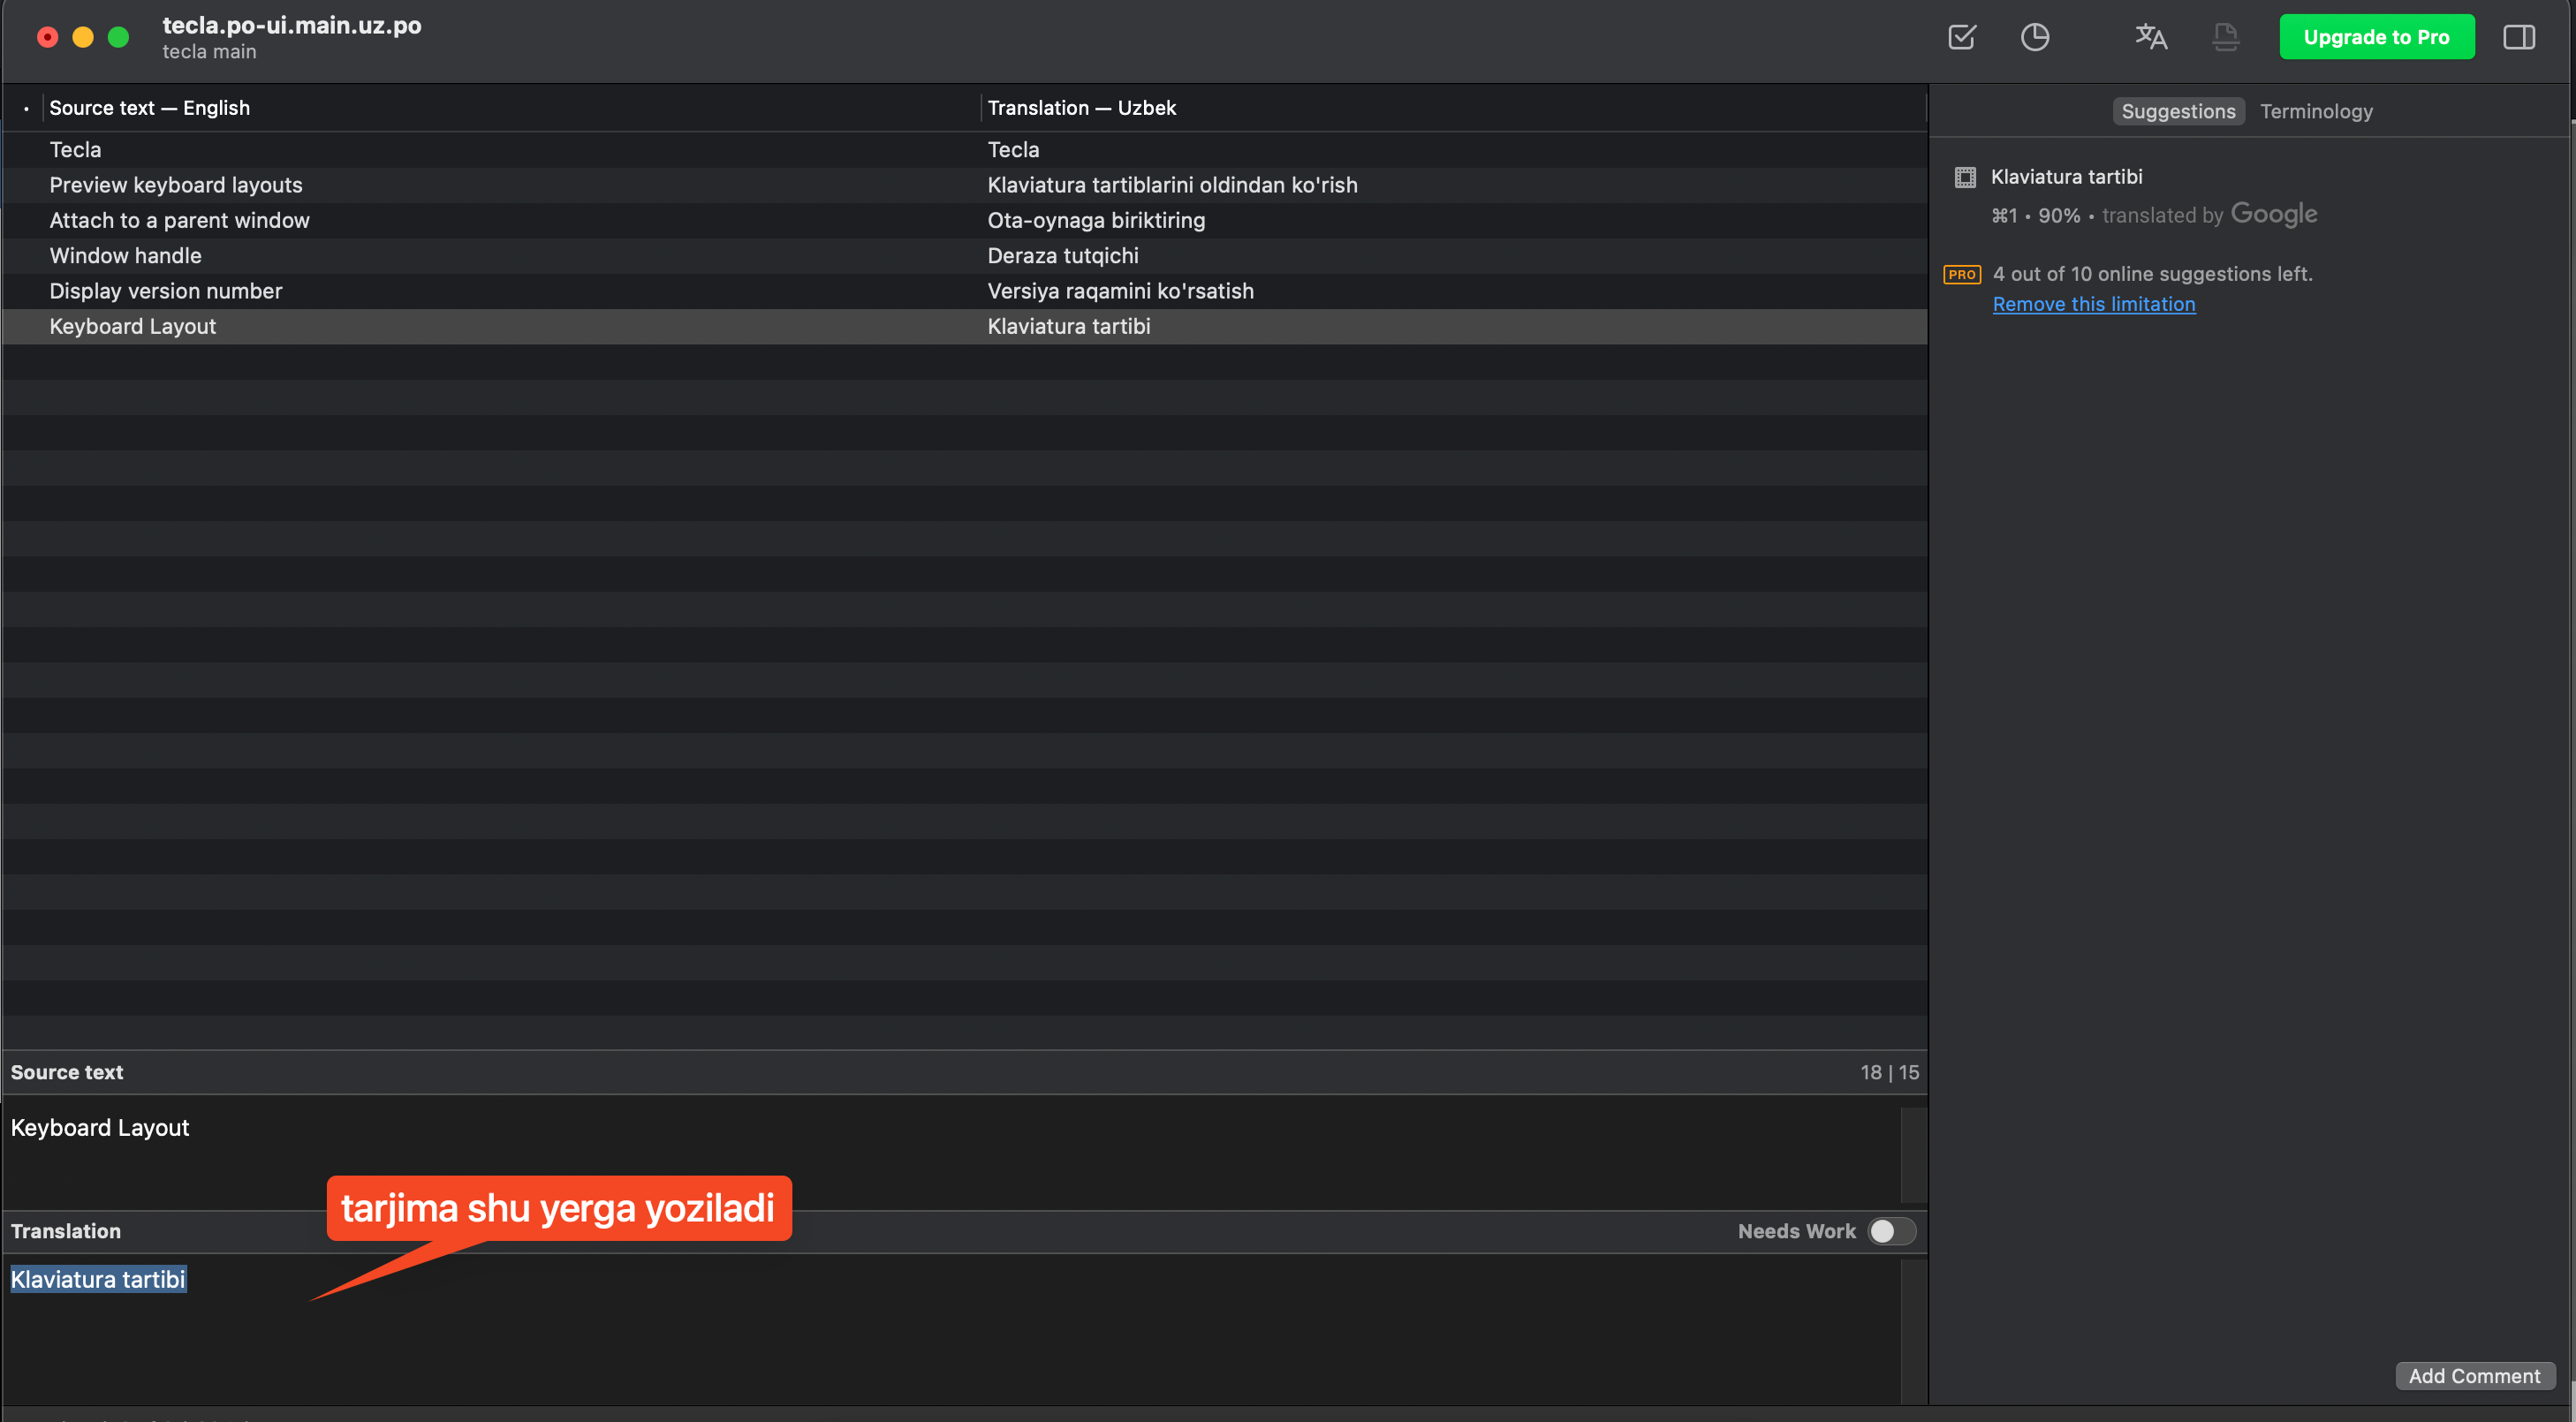 tecla.po-ui.main.uz.po
tecla main
Upgrade to Pro
Source text — English
Translation — Uzbek
Tecla
Tecla
Preview keyboard layouts
Klaviatura tartiblarini oldindan ko'rish
Attach to a parent window
Ota-oynaga biriktiring
Window handle
Deraza tutqichi
Display version number
Versiya raqamini ko'rsatish
Keyboard Layout
Klaviatura tartibi
Suggestions
Terminology
Klaviatura tartibi
⌘1 • 90% • translated by Google
PRO 4 out of 10 online suggestions left.
Remove this limitation
Source text
18 | 15
Keyboard Layout
tarjima shu yerga yoziladi
Translation
Needs Work
Klaviatura tartibi
Add Comment